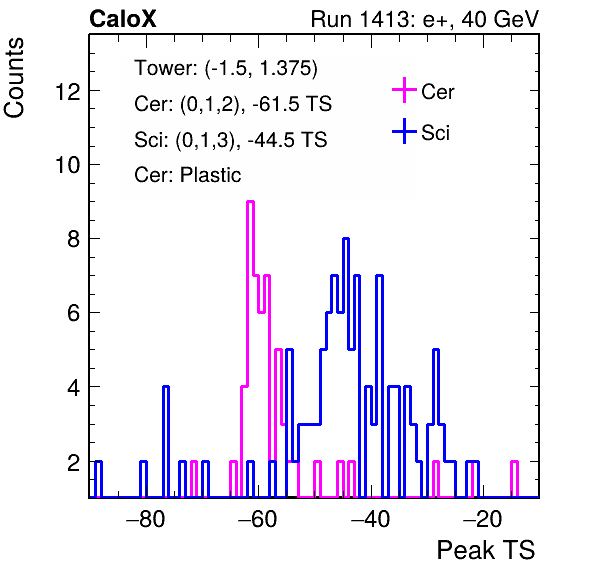 CaloX Run 1413: e+, 40 GeV
Counts
Tower: (-1.5, 1.375)
Cer: (0,1,2), -61.5 TS
Sci: (0,1,3), -44.5 TS
Cer: Plastic
Cer
Sci
12
10
8
6
4
2
−80 −60 −40 −20
Peak TS